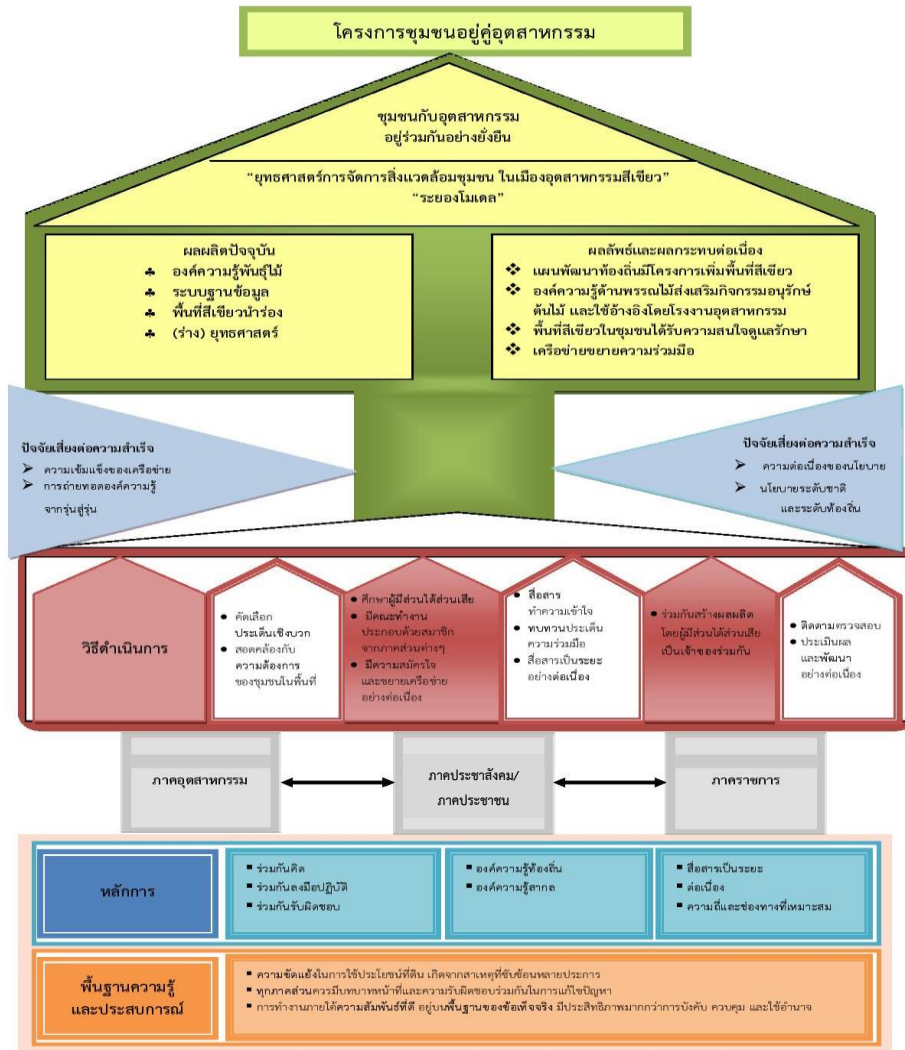 โครงการชุมชนอยู่คู่อุตสาหกรรม
ชุมชนกับอุตสาหกรรม
อยู่ร่วมกันอย่างยั่งยืน
“ยุทธศาสตร์การจัดการสิ่งแวดล้อมชุมชน ในเมืองอุตสาหกรรมสีเขียว”
“ระยองโมเดล”
ผลผลิตปัจจุบัน
♣ องค์ความรู้พันธุ์ไม้
♣ ระบบฐานข้อมูล
♣ พื้นที่สีเขียวนำร่อง
♣ (ร่าง) ยุทธศาสตร์
ผลลัพธ์และผลกระทบต่อเนื่อง
❖ แผนพัฒนาท้องถิ่นมีโครงการเพิ่มพื้นที่สีเขียว
❖ องค์ความรู้ด้านพรรณไม้ส่งเสริมกิจกรรมอนุรักษ์
ต้นไม้ และใช้อ้างอิงโดยโรงงานอุตสาหกรรม
❖ พื้นที่สีเขียวในชุมชนได้รับความสนใจดูแลรักษา
❖ เครือข่ายขยายความร่วมมือ
ปัจจัยเสี่ยงต่อความสำเร็จ
➢ ความเข้มแข็งของเครือข่าย
➢ การถ่ายทอดองค์ความรู้
จากรุ่นสู่รุ่น
ปัจจัยเสี่ยงต่อความสำเร็จ
➢ ความต่อเนื่องของนโยบาย
➢ นโยบายระดับชาติ
และระดับท้องถิ่น
วิธีดำเนินการ
• คัดเลือก
ประเด็นเชิงบวก
• สอดคล้องกับ
ความต้องการ
ของชุมชนในพื้นที่
• ศึกษาผู้มีส่วนได้ส่วนเสีย
• มีคณะทำงาน
ประกอบด้วยสมาชิก
จากภาคส่วนต่างๆ
• มีความสมัครใจ
และขยายเครือข่าย
อย่างต่อเนื่อง
• สื่อสาร
ทำความเข้าใจ
• ทบทวนประเด็น
ความร่วมมือ
• สื่อสารเป็นระยะ
อย่างต่อเนื่อง
• ร่วมกันสร้างผลผลิต
โดยผู้มีส่วนได้ส่วนเสีย
เป็นเจ้าของร่วมกัน
• ติดตามตรวจสอบ
• ประเมินผล
และพัฒนา
อย่างต่อเนื่อง
ภาคอุตสาหกรรม
ภาคประชาสังคม/
ภาคประชาชน
ภาคราชการ
หลักการ
▪ ร่วมกันคิด
▪ ร่วมกันลงมือปฏิบัติ
▪ ร่วมกันรับผิดชอบ
▪ องค์ความรู้ท้องถิ่น
▪ องค์ความรู้สากล
▪ สื่อสารเป็นระยะ
▪ ต่อเนื่อง
▪ ความถี่และช่องทางที่เหมาะสม
พื้นฐานความรู้
และประสบการณ์
▪ ความขัดแย้งในการใช้ประโยชน์ที่ดิน เกิดจากสาเหตุที่ซับซ้อนหลายประการ
▪ ทุกภาคส่วนควรมีบทบาทหน้าที่และความรับผิดชอบร่วมกันในการแก้ไขปัญหา
▪ การทำงานภายใต้ความสัมพันธ์ที่ดี อยู่บนพื้นฐานของข้อเท็จจริง มีประสิทธิภาพมากกว่าการบังคับ ควบคุม และใช้อำนาจ